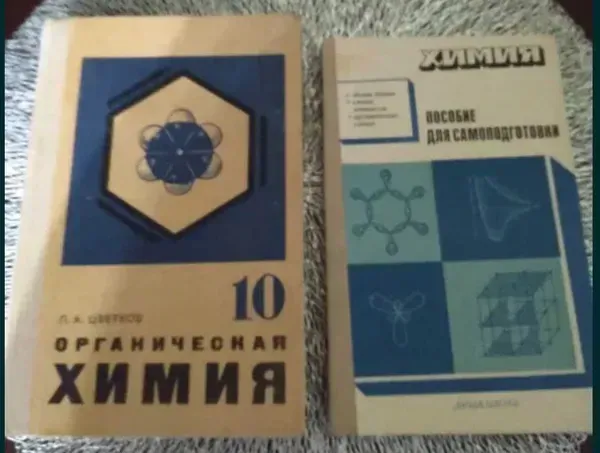 10
Л. А. ЦВЕТКОВ
ОРГАНИЧЕСКАЯ
ХИМИЯ
ХИМИЯ
ПОСОБИЕ
ДЛЯ САМОПОДГОТОВКИ